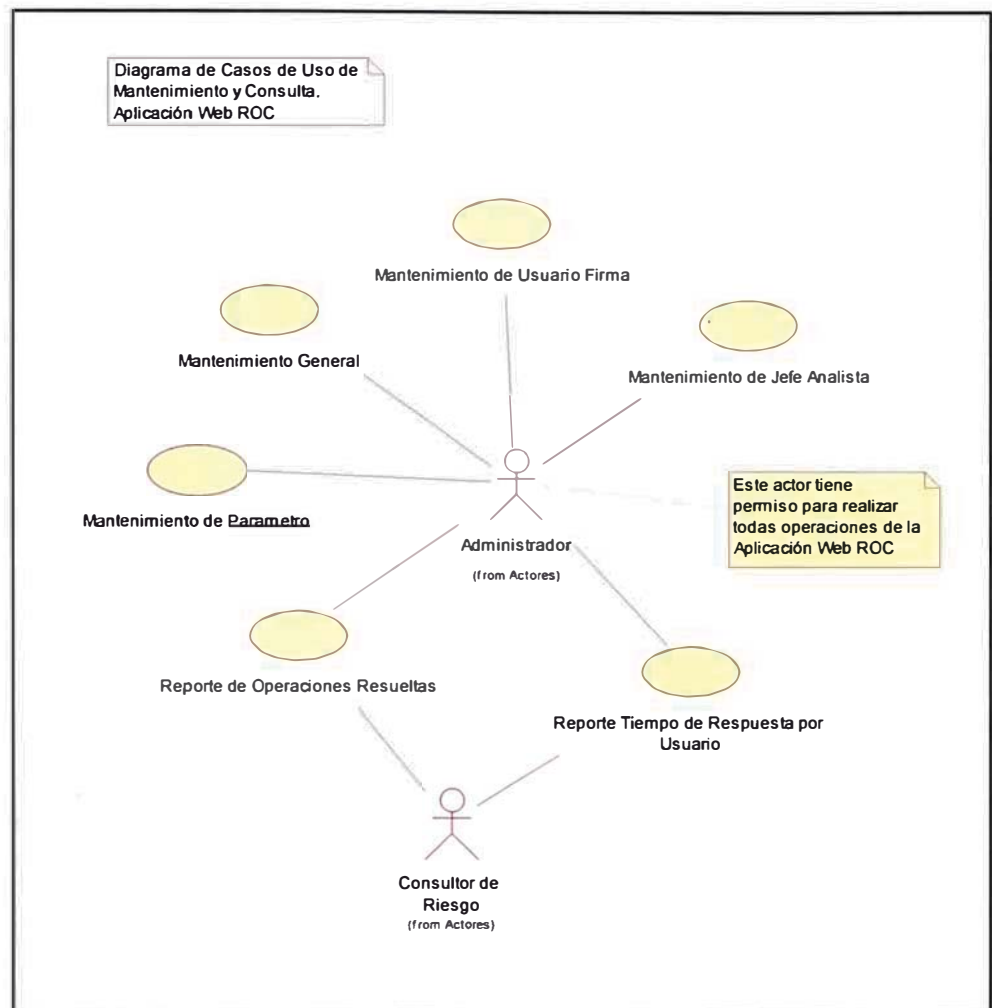 Diagrama de Casos de Uso de
Mantenimiento y Consulta.
Aplicación Web ROC
Mantenimiento de Usuario Firma
Mantenimiento General
Mantenimiento de Jefe Analista
Mantenimiento de Parametro
Este actor tiene
permiso para realizar
todas operaciones de la
Aplicación Web ROC
Administrador
(from Actores)
Reporte de Operaciones Resueltas
Reporte Tiempo de Respuesta por
Usuario
Consultor de
Riesgo
(from Actores)